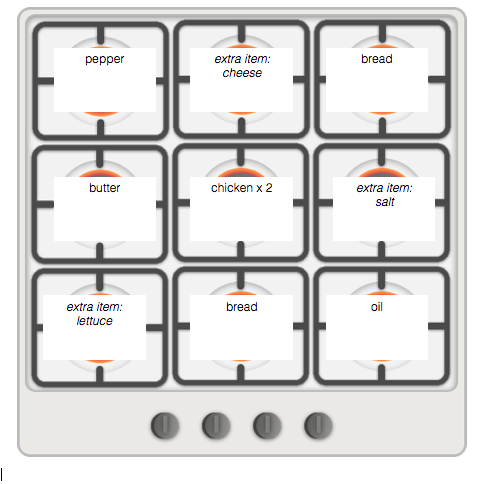 pepper
extra item:
cheese
bread
butter
chicken x 2
extra item:
salt
extra item:
lettuce
bread
oil